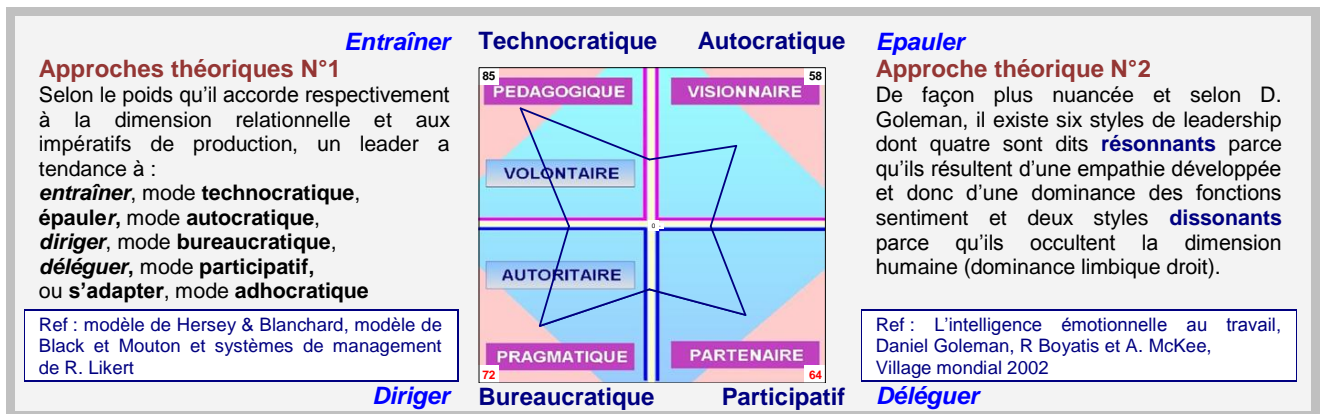 Entraîner
Technocratique
Autocratique
Epauler
Approches théoriques N°1
Selon le poids qu'il accorde respectivement
à la dimension relationnelle et aux
impératifs de production, un leader a
tendance à :
entraîner, mode technocratique,
épauler, mode autocratique,
diriger, mode bureaucratique,
déléguer, mode participatif,
ou s'adapter, mode adhocratique
Ref : modèle de Hersey & Blanchard, modèle de
Black et Mouton et systèmes de management
de R. Likert
85
58
PEDAGOGIQUE
VISIONNAIRE
VOLONTAIRE
0
AUTORITAIRE
PRAGMATIQUE
PARTENAIRE
72
64
Approche théorique N°2
De façon plus nuancée et selon D.
Goleman, il existe six styles de leadership
dont quatre sont dits résonnants parce
qu'ils résultent d'une empathie développée
et donc d'une dominance des fonctions
sentiment et deux styles dissonants
parce qu'ils occultent la dimension
humaine (dominance limbique droit).
Ref : L'intelligence émotionnelle au travail,
Daniel Goleman, R Boyatis et A. McKee,
Village mondial 2002
Diriger
Bureaucratique
Participatif
Déléguer